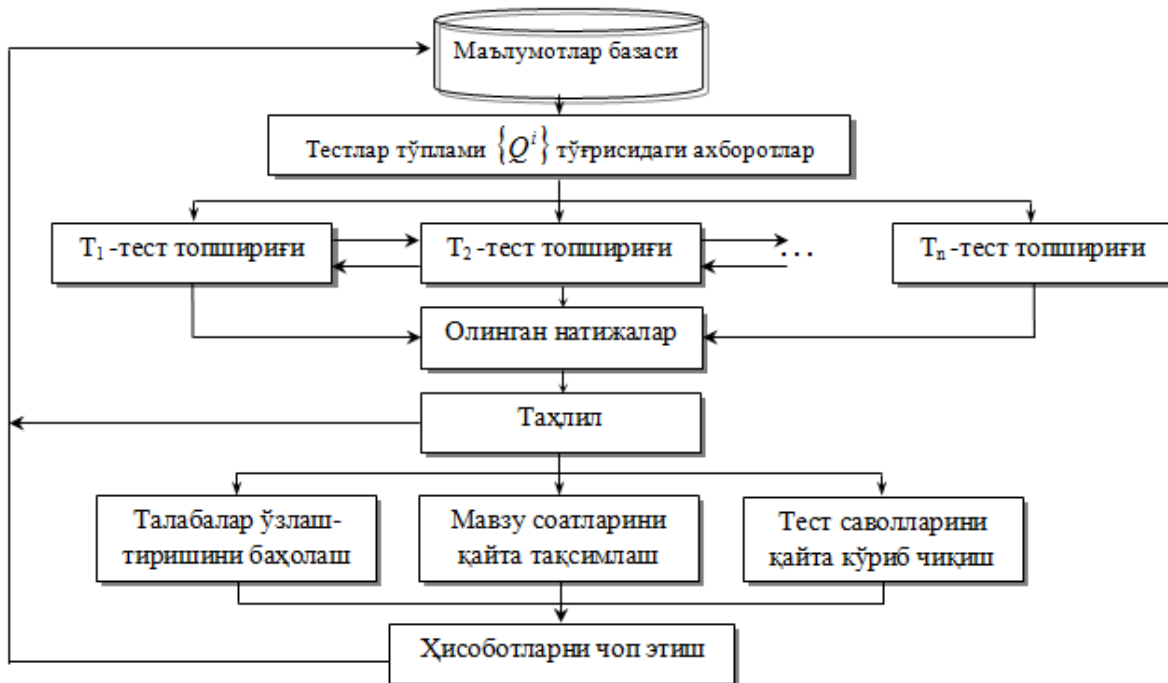 Маълумотлар базаси
Тестлар тўплами {Qⁱ} тўғрисидаги ахборотлар
T₁ -тест топшириғи
T₂ -тест топшириғи
...
Tₙ -тест топшириғи
Олинган натижалар
Таҳлил
Талабалар ўзлаш-
тиришини баҳолаш
Мавзу соатларини
қайта тақсимлаш
Тест саволларини
қайта кўриб чиқиш
Ҳисоботларни чоп этиш